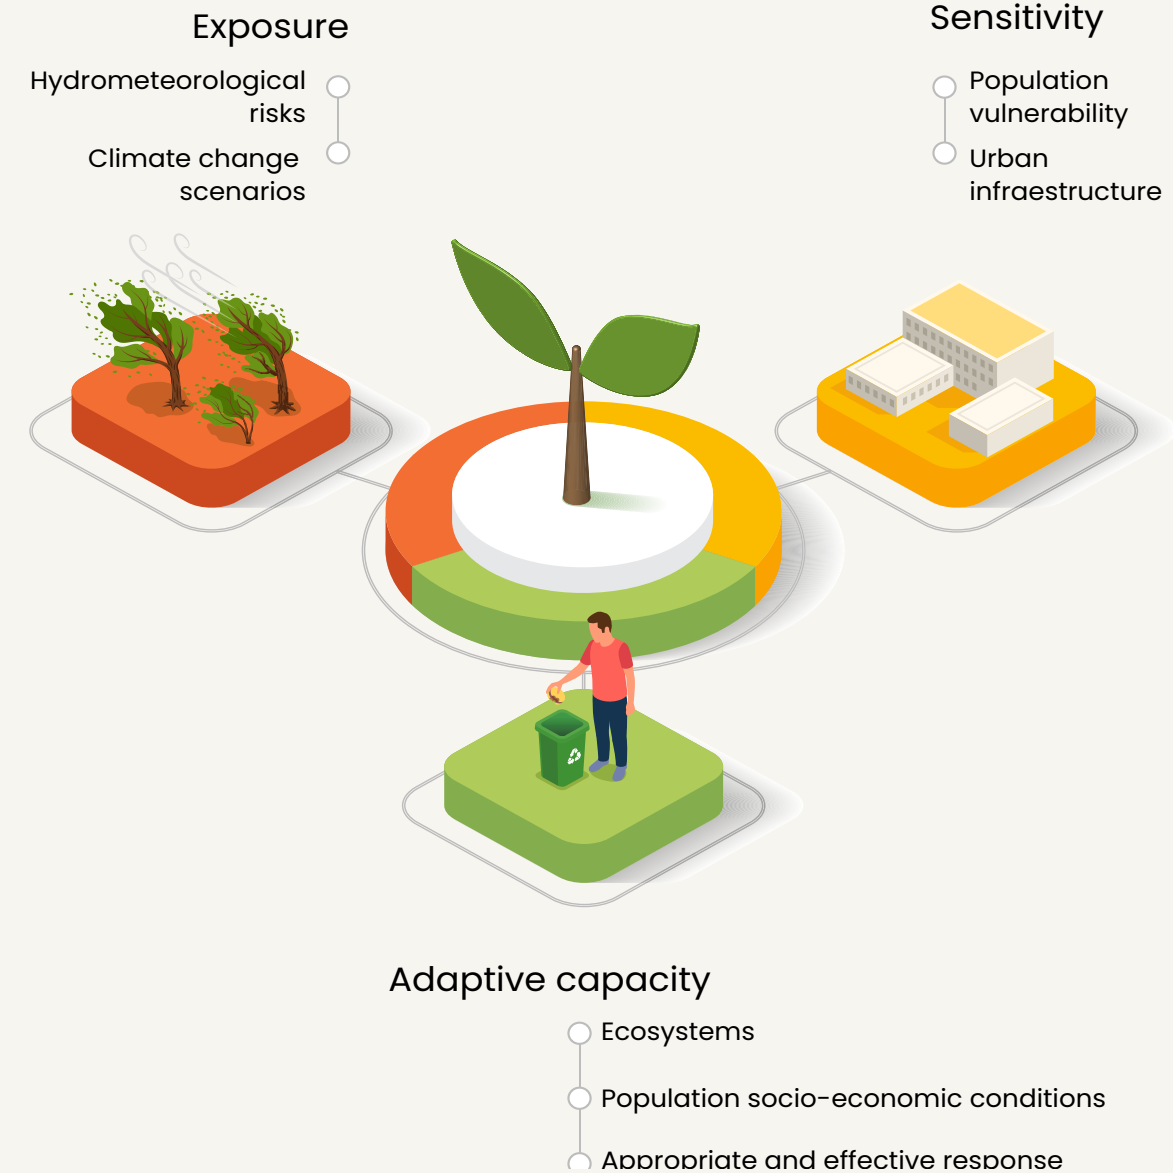 Exposure
Hydrometeorological
risks
Climate change
scenarios
Sensitivity
Population
vulnerability
Urban
infraestructure
Adaptive capacity
Ecosystems
Population socio-economic conditions
Appropriate and effective response